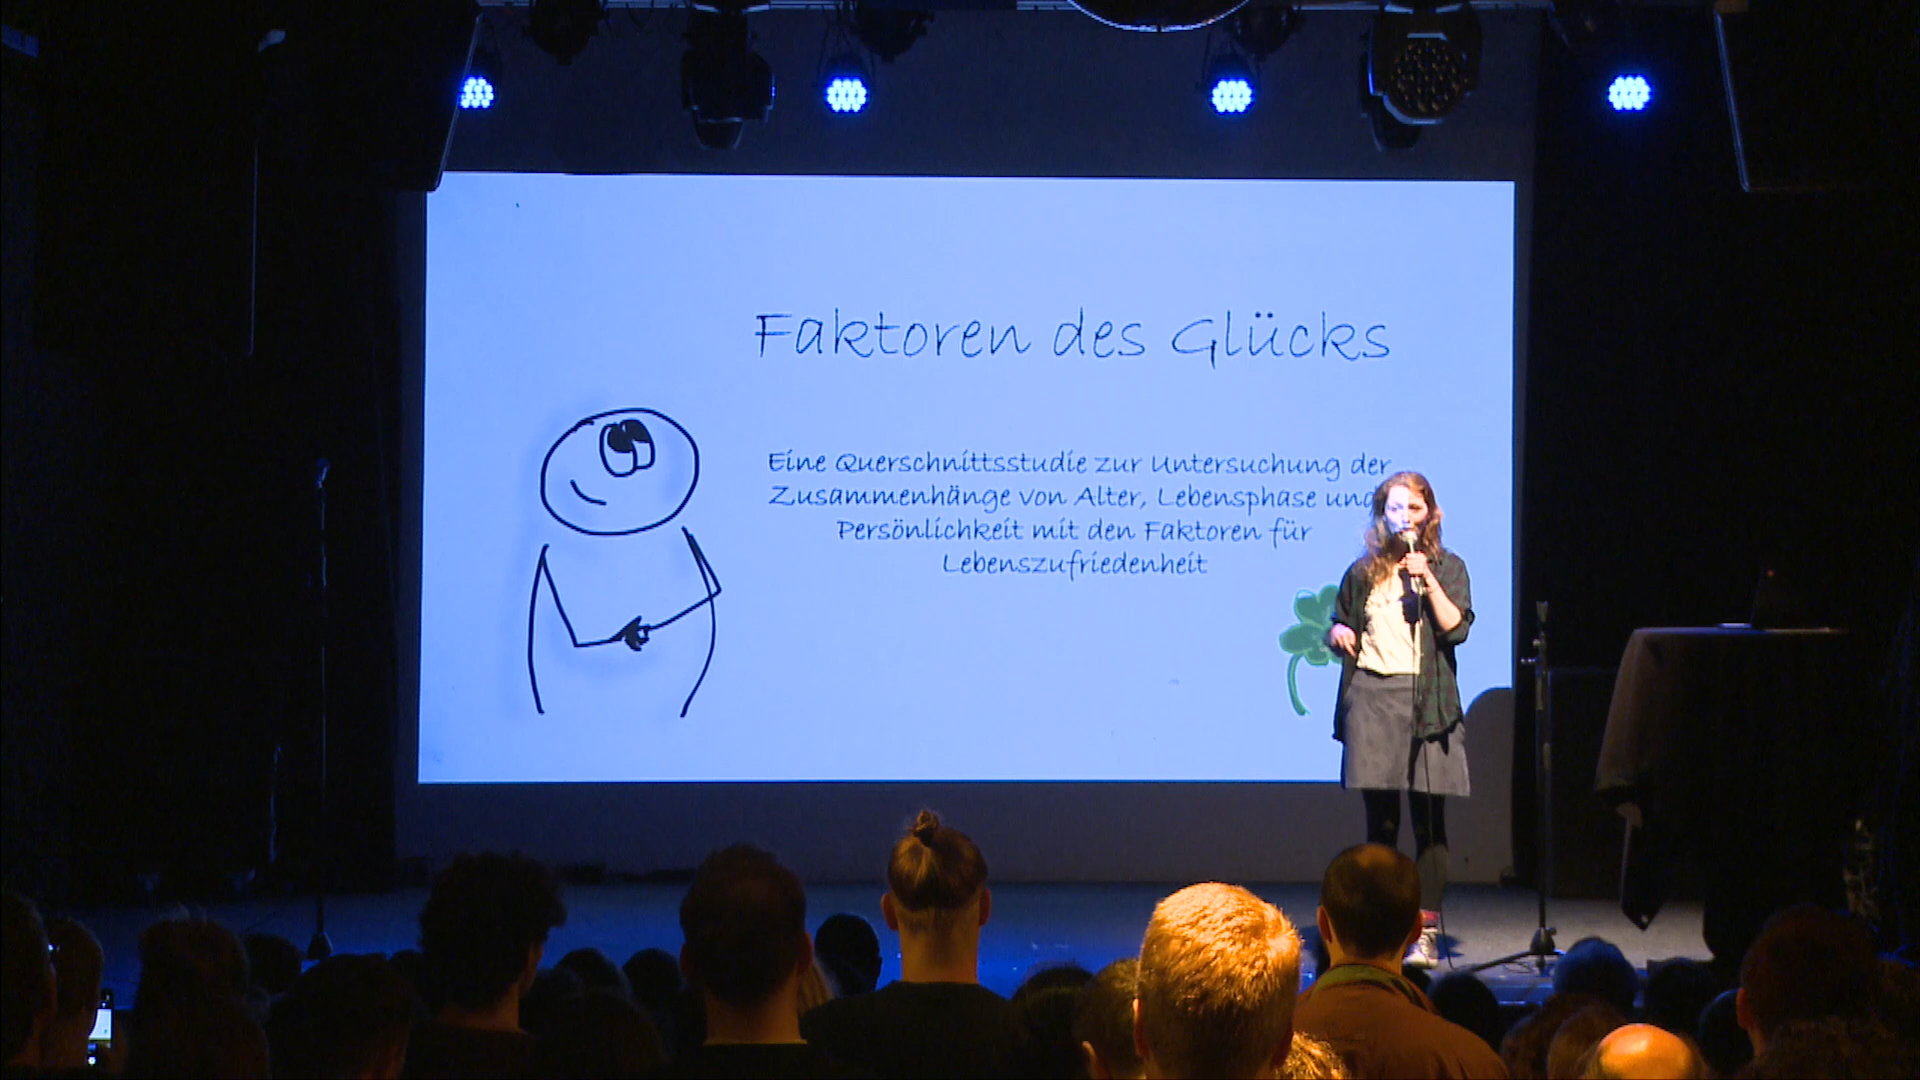 Faktoren des Glücks
Eine Querschnittsstudie zur Untersuchung der
Zusammenhänge von Alter, Lebensphase und
Persönlichkeit mit den Faktoren für
Lebenszufriedenheit